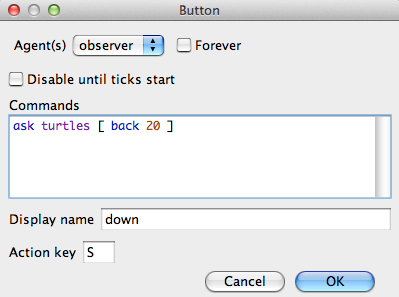 Button
Agent(s) observer Forever
Disable until ticks start
Commands
ask turtles [ back 20 ]
Display name down
Action key S
Cancel OK